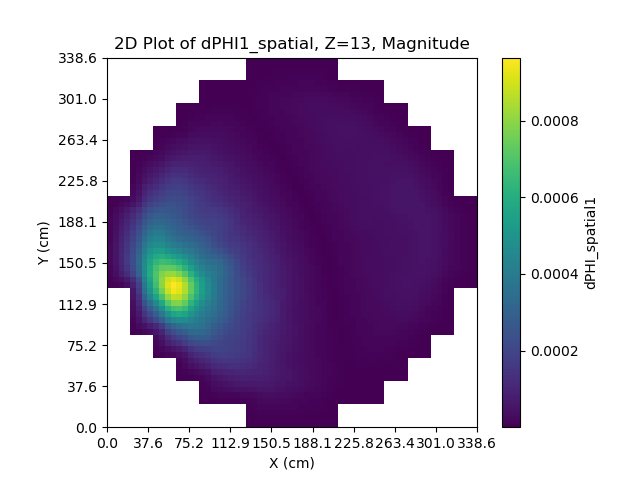 2D Plot of dPHI1_spatial, Z=13, Magnitude
338.6
301.0
263.4
225.8
188.1
150.5
112.9
75.2
37.6
0.0
Y (cm)
0.0 37.6 75.2 112.9 150.5 188.1 225.8 263.4 301.0 338.6
X (cm)
0.0008
0.0006
0.0004
0.0002
dPHI_spatial1